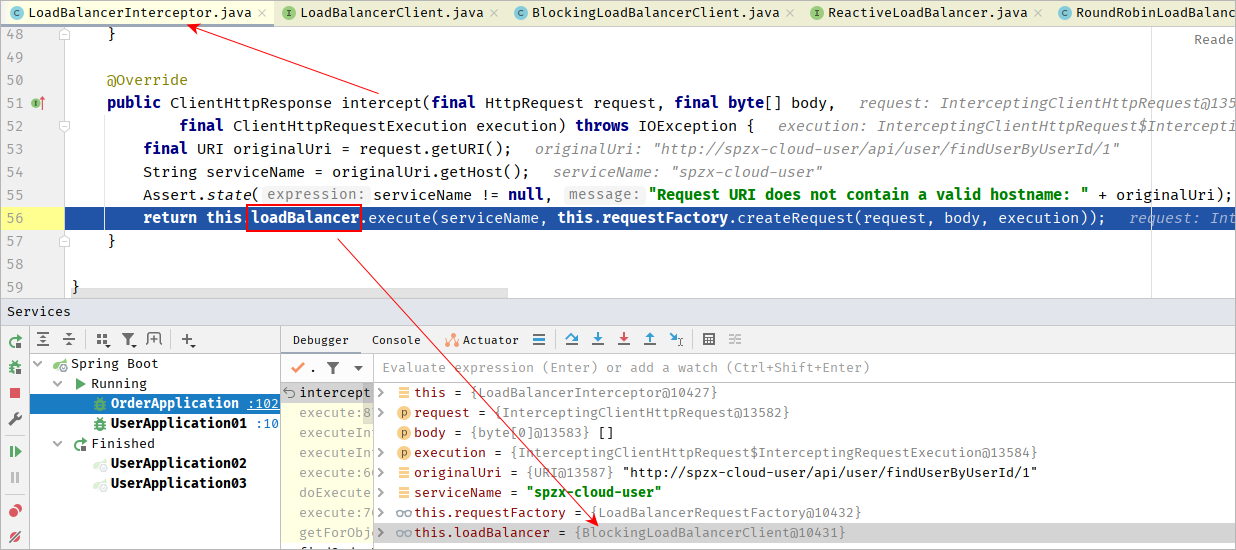 LoadBalancerInterceptor.java × LoadBalancerClient.java × BlockingLoadBalancerClient.java × ReactiveLoadBalancer.java × RoundRobinLoadBalanc
48 }
Reade
49
50 @Override
51 public ClientHttpResponse intercept(final HttpRequest request, final byte[] body, request: InterceptingClientHttpRequest@135
52 final ClientHttpRequestExecution execution) throws IOException { execution: InterceptingClientHttpRequest$Intercepti
53 final URI originalUri = request.getURI(); originalUri: "http://spzx-cloud-user/api/user/findUserByUserId/1"
54 String serviceName = originalUri.getHost(); serviceName: "spzx-cloud-user"
55 Assert.state( expression: serviceName != null, message: "Request URI does not contain a valid hostname: " + originalUri);
56 return this.loadBalancer.execute(serviceName, this.requestFactory.createRequest(request, body, execution)); request: Int
57 }
58
59 }
Services
Debugger Console Actuator
Spring Boot
Running
OrderApplication :102
UserApplication01 :10
Finished
UserApplication02
UserApplication03
Evaluate expression (Enter) or add a watch (Ctrl+Shift+Enter)
intercept
execute:8
executeInt
executeInt
execute:66
doExecute
execute:76
getForObje
this = {LoadBalancerInterceptor@10427}
request = {InterceptingClientHttpRequest@13582}
body = {byte[0]@13583} []
execution = {InterceptingClientHttpRequest$InterceptingRequestExecution@13584}
originalUri = {URI@13587} "http://spzx-cloud-user/api/user/findUserByUserId/1"
serviceName = "spzx-cloud-user"
this.requestFactory = {LoadBalancerRequestFactory@10432}
this.loadBalancer = {BlockingLoadBalancerClient@10431}